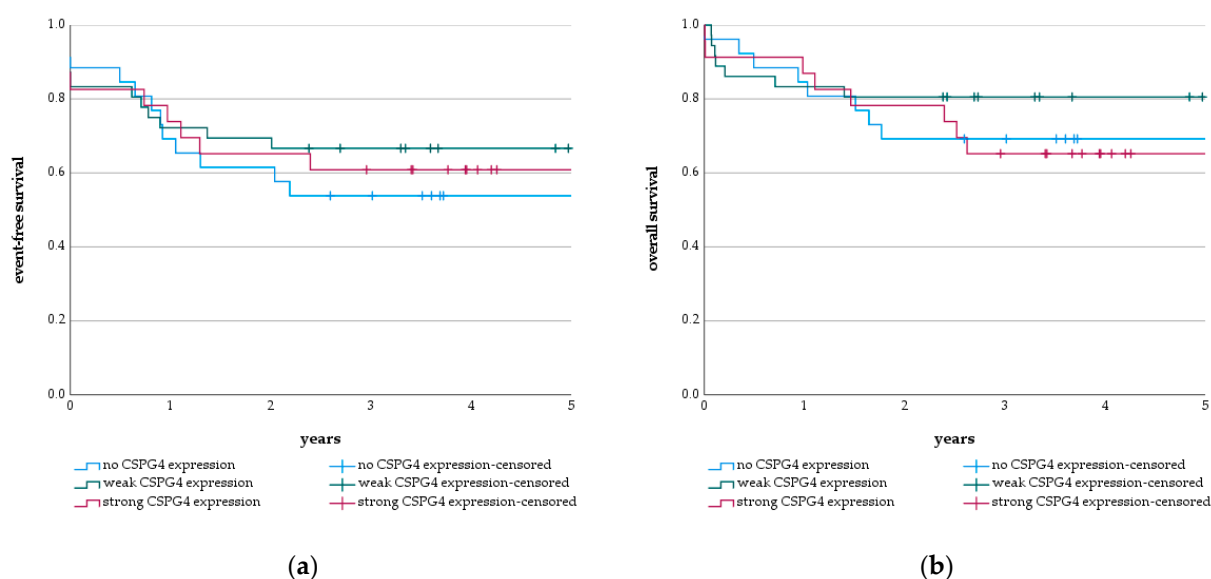 event-free survival
1.0
0.8
0.6
0.4
0.2
0.0
0 1 2 3 4 5
years
no CSPG4 expression no CSPG4 expression-censored
weak CSPG4 expression weak CSPG4 expression-censored
strong CSPG4 expression strong CSPG4 expression-censored
(a)
overall survival
1.0
0.8
0.6
0.4
0.2
0.0
0 1 2 3 4 5
years
no CSPG4 expression no CSPG4 expression-censored
weak CSPG4 expression weak CSPG4 expression-censored
strong CSPG4 expression strong CSPG4 expression-censored
(b)